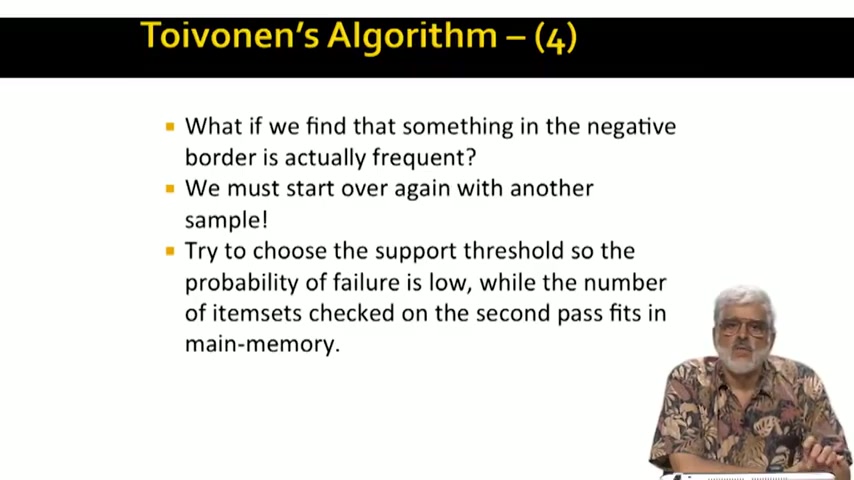 Toivonen's Algorithm – (4)
What if we find that something in the negative
border is actually frequent?
We must start over again with another
sample!
Try to choose the support threshold so the
probability of failure is low, while the number
of itemsets checked on the second pass fits in
main-memory.